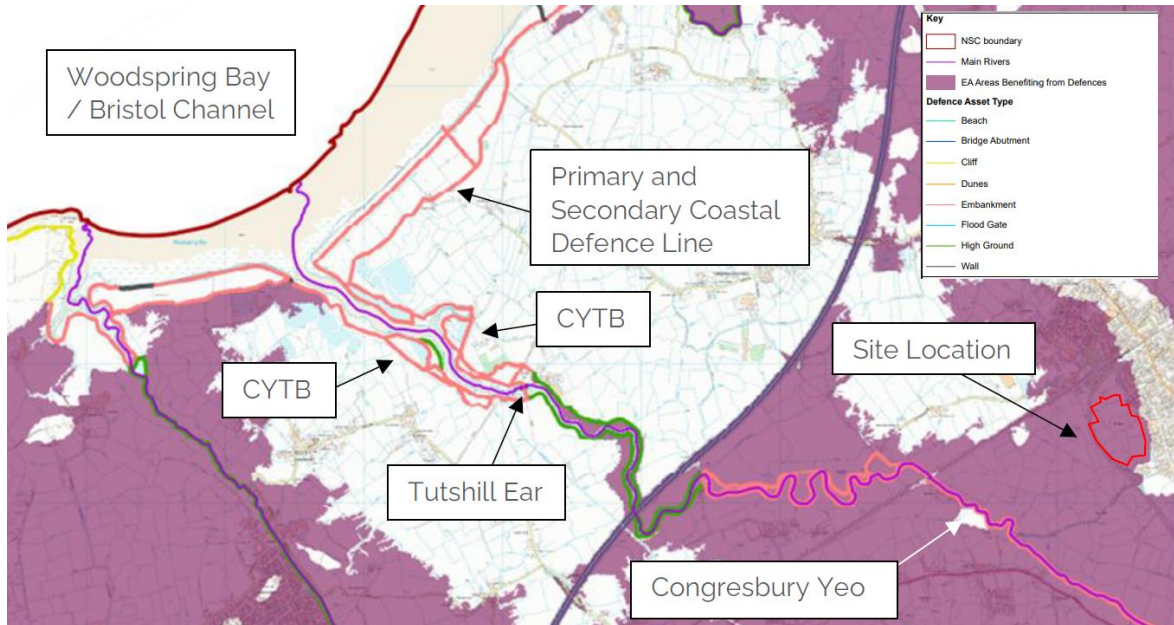 Woodspring Bay
/ Bristol Channel
Primary and
Secondary Coastal
Defence Line
CYTB
CYTB
Tutshill Ear
Site Location
Congresbury Yeo
Key
NSC boundary
Main Rivers
EA Areas Benefiting from Defences
Defence Asset Type
Beach
Bridge Abutment
Cliff
Dunes
Embankment
Flood Gate
High Ground
Wall